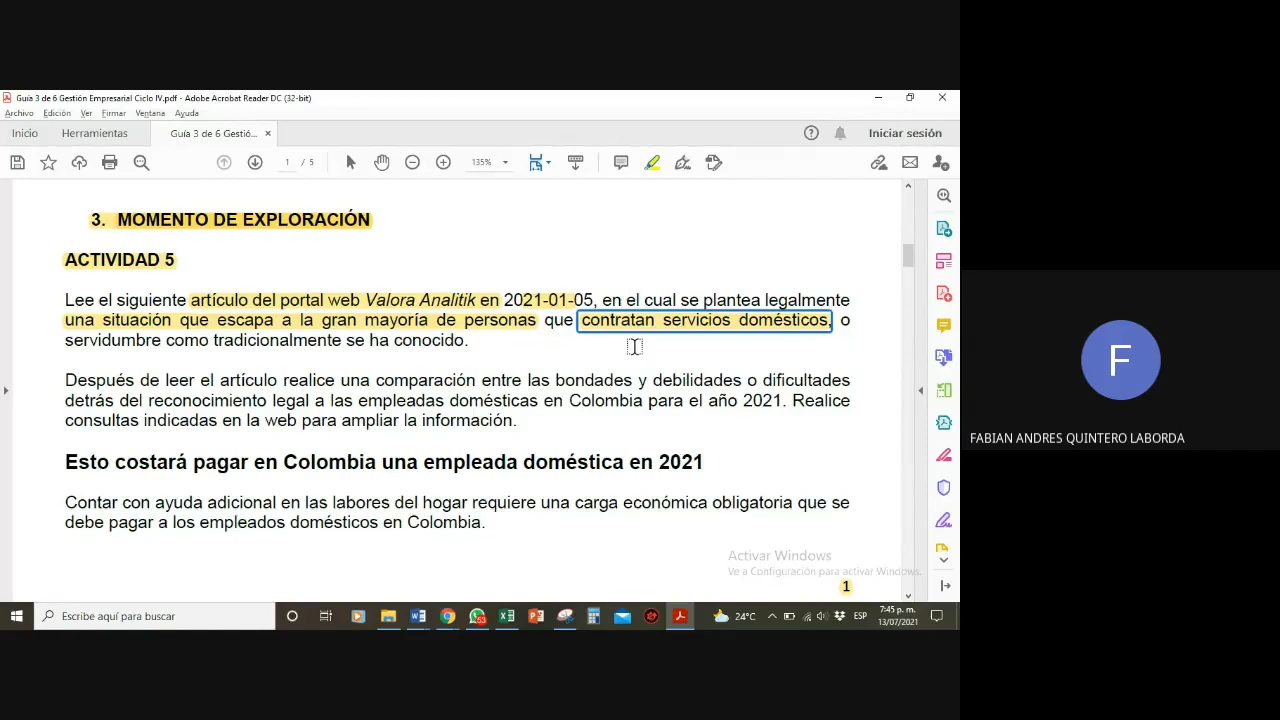 Guía 3 de 6 Gestión Empresarial Ciclo IV.pdf - Adobe Acrobat Reader DC (32-bit)
Archivo Edición Ver Firmar Ventana Ayuda
Inicio Herramientas Guía 3 de 6 Gestió... × Iniciar sesión
1 / 5 135%
3. MOMENTO DE EXPLORACIÓN
ACTIVIDAD 5
Lee el siguiente artículo del portal web Valora Analitik en 2021-01-05, en el cual se plantea legalmente
una situación que escapa a la gran mayoría de personas que contratan servicios domésticos, o
servidumbre como tradicionalmente se ha conocido.
Después de leer el artículo realice una comparación entre las bondades y debilidades o dificultades
detrás del reconocimiento legal a las empleadas domésticas en Colombia para el año 2021. Realice
consultas indicadas en la web para ampliar la información.
Esto costará pagar en Colombia una empleada doméstica en 2021
Contar con ayuda adicional en las labores del hogar requiere una carga económica obligatoria que se
debe pagar a los empleados domésticos en Colombia.
Activar Windows
Ve a Configuración para activar Windows.
1
Escribe aquí para buscar
53
24°C ESP
7:45 p. m.
13/07/2021
F
FABIAN ANDRES QUINTERO LABORDA